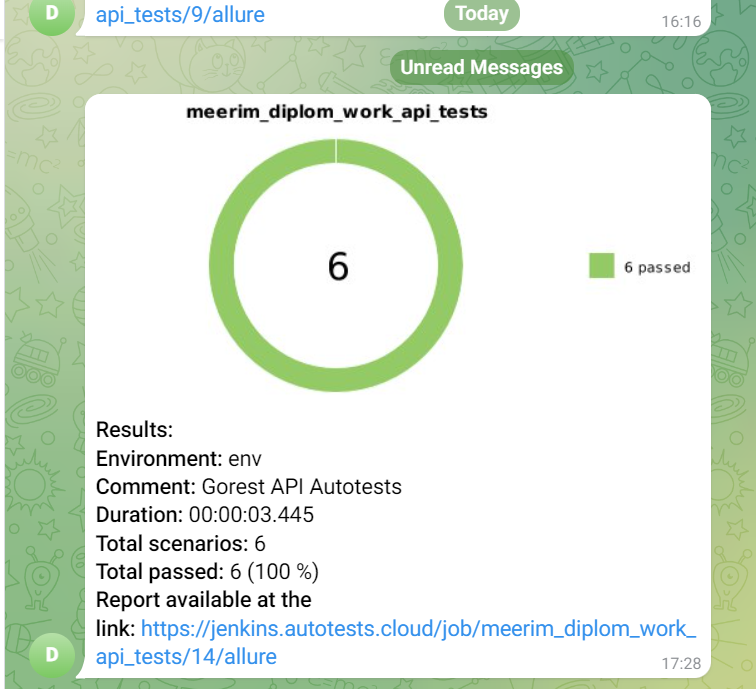 D
api_tests/9/allure
Today
16:16
Unread Messages
meerim_diplom_work_api_tests
6
6 passed
Results:
Environment: env
Comment: Gorest API Autotests
Duration: 00:00:03.445
Total scenarios: 6
Total passed: 6 (100 %)
Report available at the
link: https://jenkins.autotests.cloud/job/meerim_diplom_work_
api_tests/14/allure
D
17:28